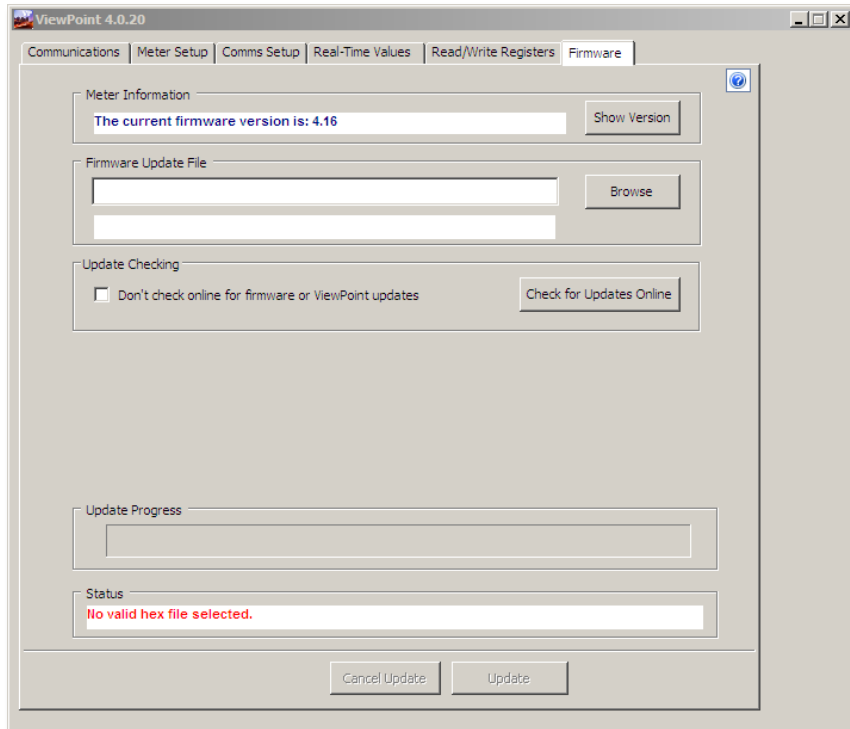 ViewPoint 4.0.20
Communications Meter Setup Comms Setup Real-Time Values Read/Write Registers Firmware
Meter Information
The current firmware version is: 4.16
Show Version
Firmware Update File
Browse
Update Checking
Don't check online for firmware or ViewPoint updates
Check for Updates Online
Update Progress
Status
No valid hex file selected.
Cancel Update Update